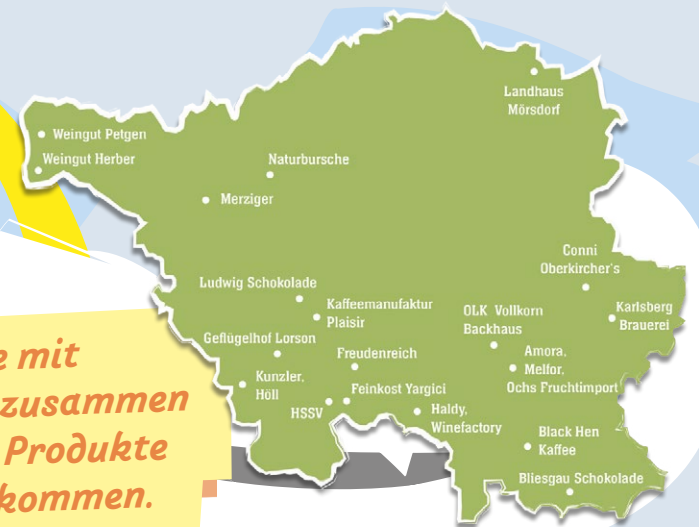 Landhaus
Mörsdorf
Weingut Petgen
Weingut Herber
Naturbursche
Merziger
Conni
Oberkircher's
Ludwig Schokolade
Kaffeemanufaktur
Plaisir
OLK Vollkorn
Backhaus
Karlsberg
Brauerei
Geflügelhof Lorson
Freudenreich
Amora,
Melfor,
Ochs Fruchtimport
Kunzler,
Höll
Feinkost Yargici
HSSV
Haldy,
Winefactory
Black Hen
Kaffee
Bliesgau Schokolade
e mit
zusammen
Produkte
kommen.